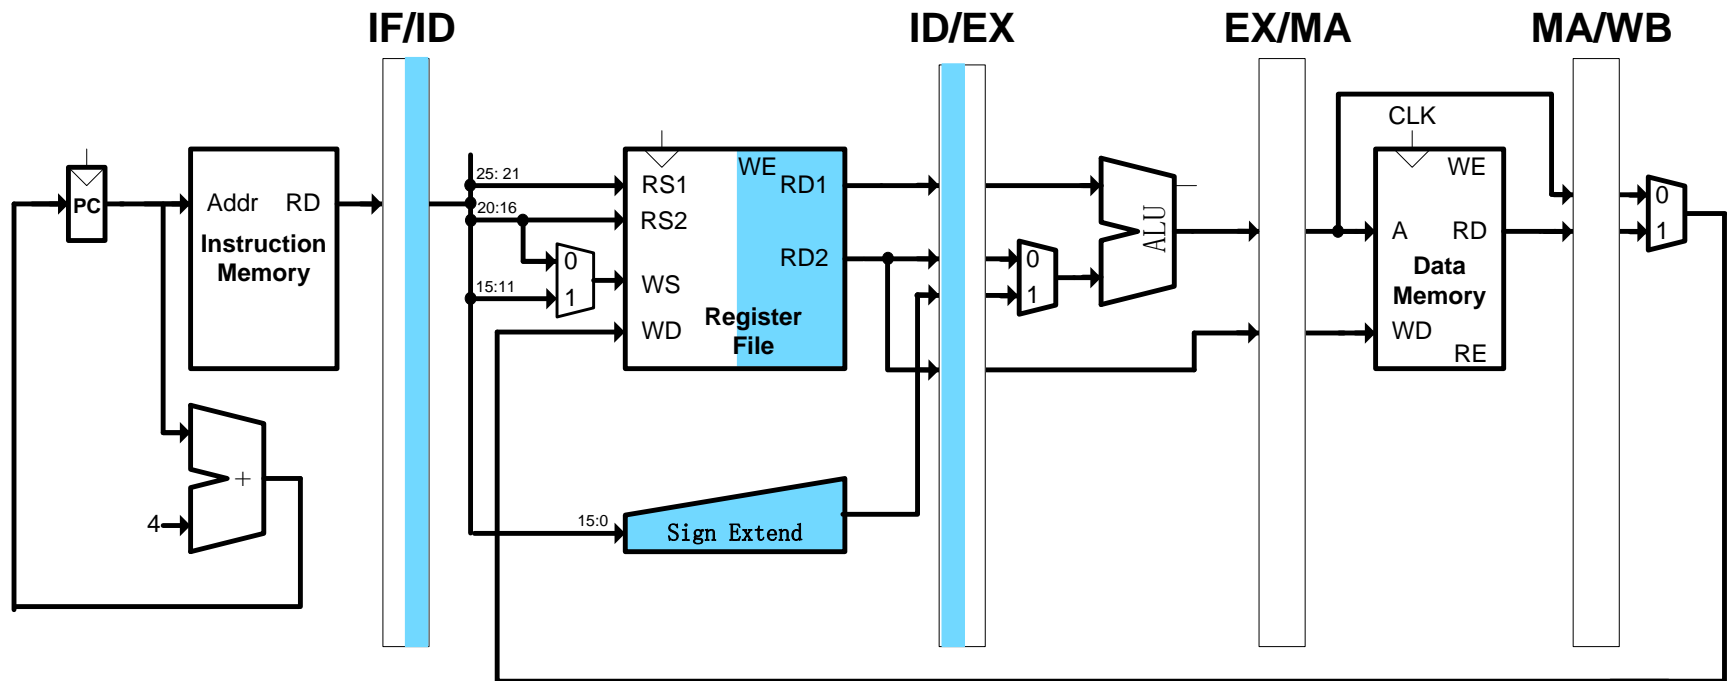 IF/ID
ID/EX
EX/MA
MA/WB
PC
Addr RD
Instruction
Memory
4
+
25: 21
20:16
15:11
15:0
0
1
WE
RS1
RD1
RS2
RD2
WS
WD
Register
File
Sign Extend
0
1
ALU
CLK
WE
A
RD
Data
Memory
WD
RE
0
1